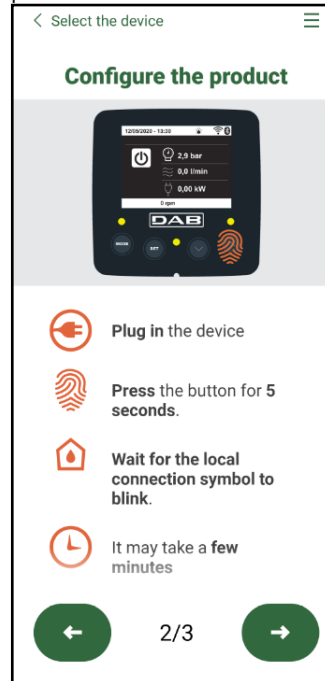 Select the device
Configure the product
12/05/2020 - 13:30
2,9 bar
0,0 l/min
0,00 kW
0 rpm
DAB
MODE
SET
Plug in the device
Press the button for 5
seconds.
Wait for the local
connection symbol to
blink.
It may take a few
minutes
2/3